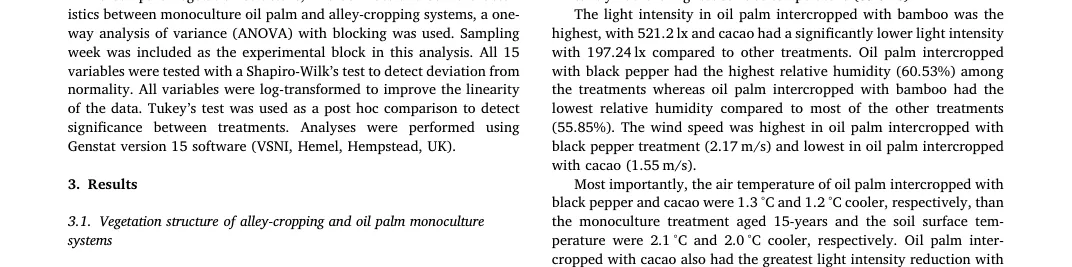 istics between monoculture oil palm and alley-cropping systems, a one-
way analysis of variance (ANOVA) with blocking was used. Sampling
week was included as the experimental block in this analysis. All 15
variables were tested with a Shapiro-Wilk's test to detect deviation from
normality. All variables were log-transformed to improve the linearity
of the data. Tukey's test was used as a post hoc comparison to detect
significance between treatments. Analyses were performed using
Genstat version 15 software (VSNI, Hemel, Hempstead, UK).
3. Results
3.1. Vegetation structure of alley-cropping and oil palm monoculture
systems
The light intensity in oil palm intercropped with bamboo was the
highest, with 521.2 lx and cacao had a significantly lower light intensity
with 197.24 lx compared to other treatments. Oil palm intercropped
with black pepper had the highest relative humidity (60.53%) among
the treatments whereas oil palm intercropped with bamboo had the
lowest relative humidity compared to most of the other treatments
(55.85%). The wind speed was highest in oil palm intercropped with
black pepper treatment (2.17 m/s) and lowest in oil palm intercropped
with cacao (1.55 m/s).
Most importantly, the air temperature of oil palm intercropped with
black pepper and cacao were 1.3 °C and 1.2 °C cooler, respectively, than
the monoculture treatment aged 15-years and the soil surface tem-
perature were 2.1 °C and 2.0 °C cooler, respectively. Oil palm inter-
cropped with cacao also had the greatest light intensity reduction with